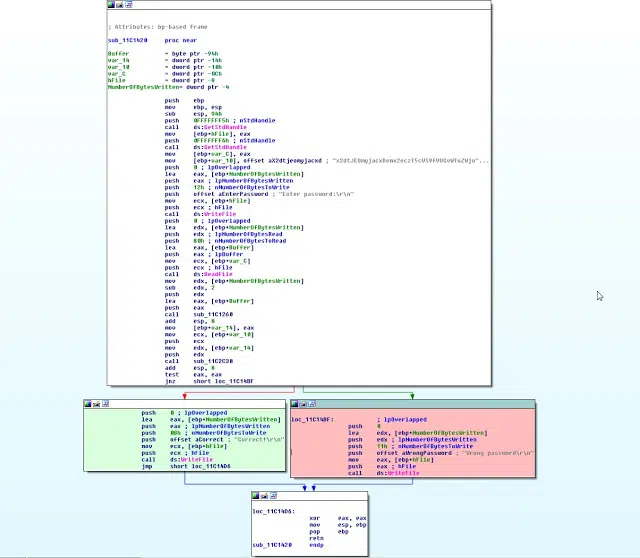 ; Attributes: bp-based frame
sub_11C1420 proc near
Buffer = byte ptr -94h
var_14 = dword ptr -14h
var_10 = dword ptr -10h
var_C = dword ptr -0Ch
hFile = dword ptr -8
NumberOfBytesWritten= dword ptr -4
push ebp
mov ebp, esp
sub esp, 94h
push 0FFFFFFF5h ; nStdHandle
call ds:GetStdHandle
mov [ebp+hFile], eax
push 0FFFFFFF6h ; nStdHandle
call ds:GetStdHandle
mov [ebp+var_C], eax
mov [ebp+var_10], offset aX2dtjeomyjacxd ;
push 0 ; lpOverlapped
lea eax, [ebp+NumberOfBytesWritten]
push eax ; lpNumberOfBytesWritten
push 12h ; nNumberOfBytesToWrite
push offset aEnterPassword ; "Enter password:\r\n"
mov ecx, [ebp+hFile]
push ecx ; hFile
call ds:WriteFile
push 0 ; lpOverlapped
lea edx, [ebp+NumberOfBytesWritten]
push edx ; lpNumberOfBytesRead
push 80h ; nNumberOfBytesToRead
lea eax, [ebp+Buffer]
push eax ; lpBuffer
mov ecx, [ebp+var_C]
push ecx ; hFile
call ds:ReadFile
mov edx, [ebp+NumberOfBytesWritten]
sub edx, 2
push edx
lea eax, [ebp+Buffer]
push eax
call sub_11C1260
add esp, 8
mov [ebp+var_14], eax
mov ecx, [ebp+var_10]
push ecx
mov edx, [ebp+var_14]
push edx
call sub_11C2C30
add esp, 8
test eax, eax
jnz short loc_11C14BF
push 0 ; lpOverlapped
lea eax, [ebp+NumberOfBytesWritten]
push eax ; lpNumberOfBytesWritten
push 0Bh ; nNumberOfBytesToWrite
push offset aCorrect ; "Correct!\r\n"
mov ecx, [ebp+hFile]
push ecx ; hFile
call ds:WriteFile
jmp short loc_11C14D6
loc_11C14BF: ; lpOverlapped
push 0
lea edx, [ebp+NumberOfBytesWritten]
push edx ; lpNumberOfBytesWritten
push 11h ; nNumberOfBytesToWrite
push offset aWrongPassword ; "Wrong password\r\n"
mov eax, [ebp+hFile]
push eax ; hFile
call ds:WriteFile
loc_11C14D6:
xor eax, eax
mov esp, ebp
pop ebp
retn
sub_11C1420 endp